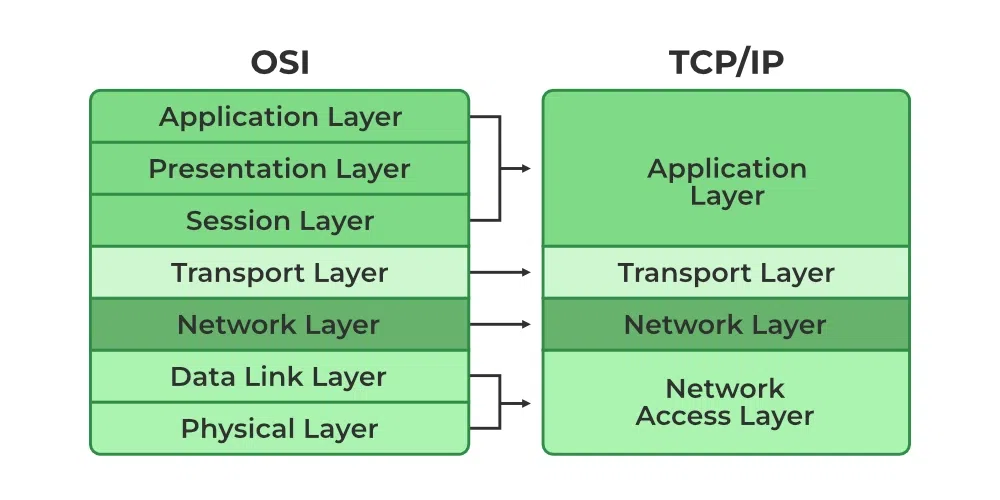 OSI
Application Layer
Presentation Layer
Session Layer
Transport Layer
Network Layer
Data Link Layer
Physical Layer
TCP/IP
Application
Layer
Transport Layer
Network Layer
Network
Access Layer